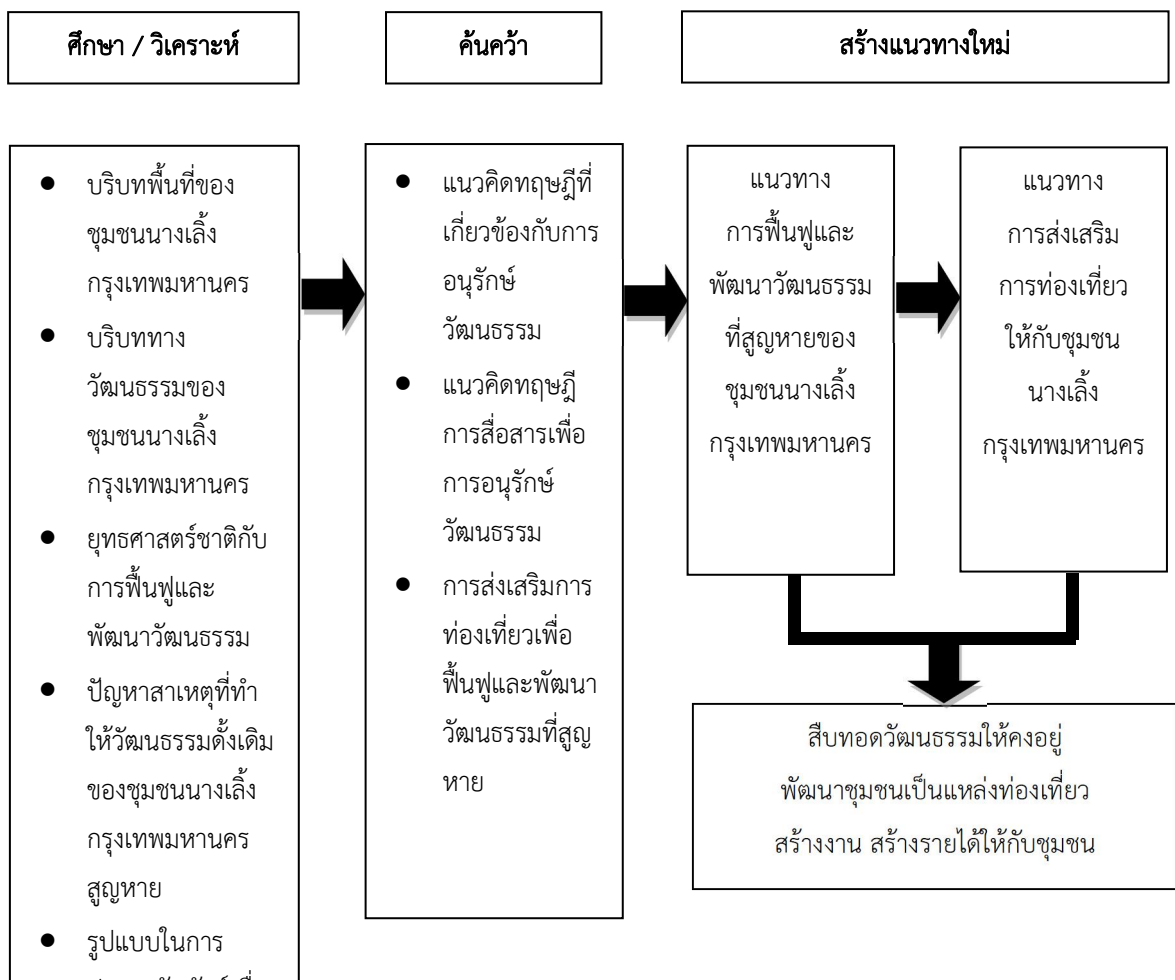 ศึกษา / วิเคราะห์
ค้นคว้า
สร้างแนวทางใหม่
● บริบทพื้นที่ของ
ชุมชนนางเลิ้ง
กรุงเทพมหานคร
● บริบททาง
วัฒนธรรมของ
ชุมชนนางเลิ้ง
กรุงเทพมหานคร
● ยุทธศาสตร์ชาติกับ
การฟื้นฟูและ
พัฒนาวัฒนธรรม
● ปัญหาสาเหตุที่ทำ
ให้วัฒนธรรมดั้งเดิม
ของชุมชนนางเลิ้ง
กรุงเทพมหานคร
สูญหาย
● รูปแบบในการ
● แนวคิดทฤษฎีที่
เกี่ยวข้องกับการ
อนุรักษ์
วัฒนธรรม
● แนวคิดทฤษฎี
การสื่อสารเพื่อ
การอนุรักษ์
วัฒนธรรม
● การส่งเสริมการ
ท่องเที่ยวเพื่อ
ฟื้นฟูและพัฒนา
วัฒนธรรมที่สูญ
หาย
แนวทาง
การฟื้นฟูและ
พัฒนาวัฒนธรรม
ที่สูญหายของ
ชุมชนนางเลิ้ง
กรุงเทพมหานคร
แนวทาง
การส่งเสริม
การท่องเที่ยว
ให้กับชุมชน
นางเลิ้ง
กรุงเทพมหานคร
สืบทอดวัฒนธรรมให้คงอยู่
พัฒนาชุมชนเป็นแหล่งท่องเที่ยว
สร้างงาน สร้างรายได้ให้กับชุมชน